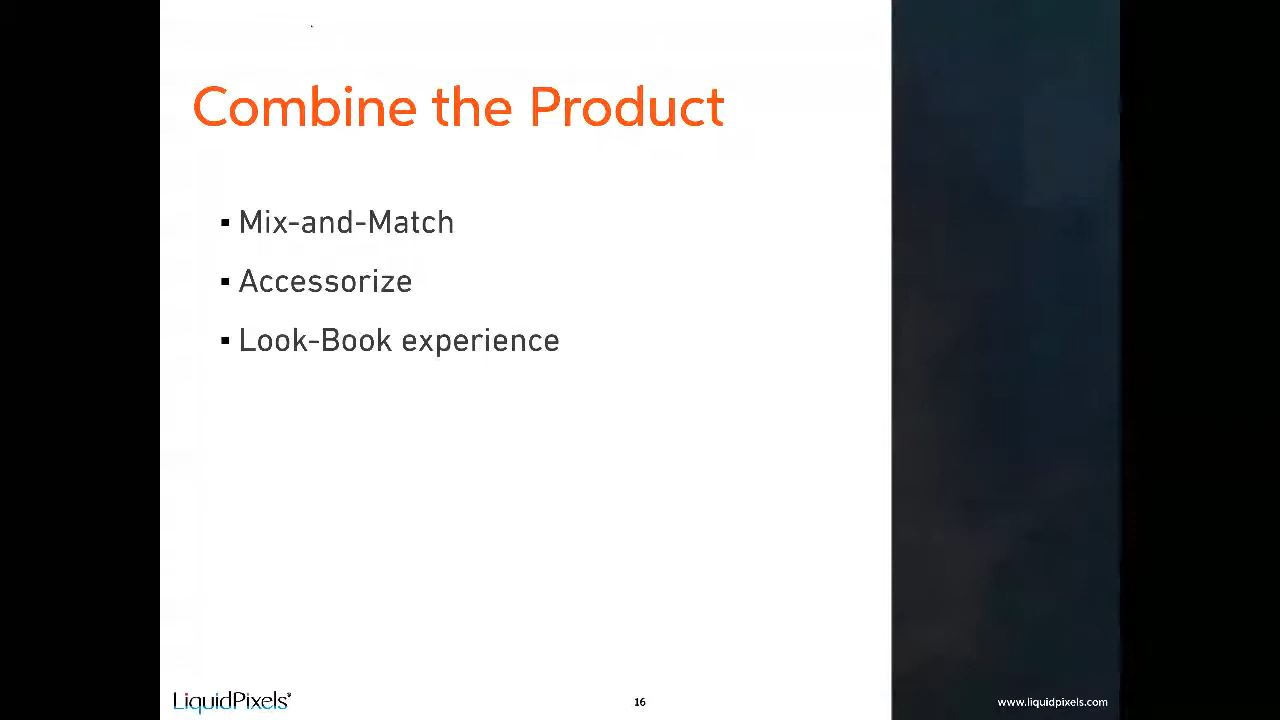 Combine the Product
▪ Mix-and-Match
▪ Accessorize
▪ Look-Book experience
LiquidPixels®
16
www.liquidpixels.com